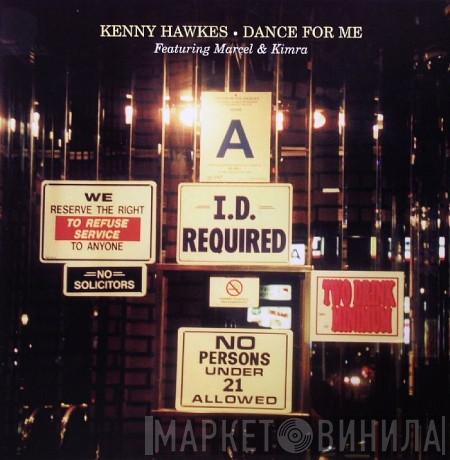 KENNY HAWKES • DANCE FOR ME
Featuring Marcel & Kimra
A
WE
RESERVE THE RIGHT
TO REFUSE
SERVICE
TO ANYONE
I.D.
REQUIRED
A
NO
SOLICITORS
TWO DRINK
MINIMUM
NO
PERSONS
UNDER
21
ALLOWED
МАРКЕТ ВИНИЛА